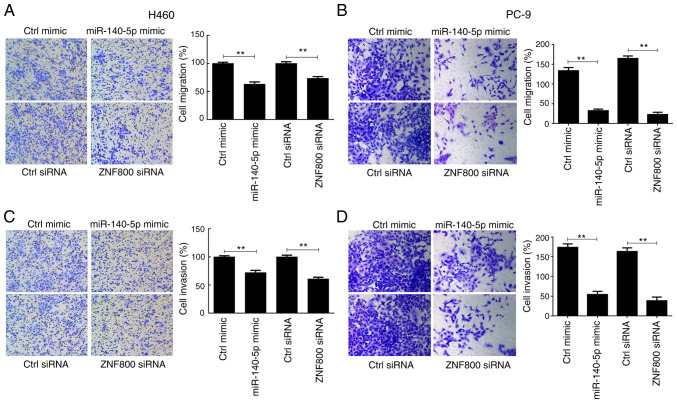 A
H460
Ctrl mimic miR-140-5p mimic
Ctrl siRNA ZNF800 siRNA
Cell migration (%)
150
100
50
0
**
**
Ctrl mimic
miR-140-5p mimic
Ctrl siRNA
ZNF800 siRNA
B
PC-9
Ctrl mimic miR-140-5p mimic
Ctrl siRNA ZNF800 siRNA
Cell migration (%)
200
150
100
50
0
**
**
Ctrl mimic
miR-140-5p mimic
Ctrl siRNA
ZNF800 siRNA
C
Ctrl mimic miR-140-5p mimic
Ctrl siRNA ZNF800 siRNA
Cell invasion (%)
150
100
50
0
**
**
Ctrl mimic
miR-140-5p mimic
Ctrl siRNA
ZNF800 siRNA
D
Ctrl mimic miR-140-5p mimic
Ctrl siRNA ZNF800 siRNA
Cell invasion (%)
200
150
100
50
0
**
**
Ctrl mimic
miR-140-5p mimic
Ctrl siRNA
ZNF800 siRNA